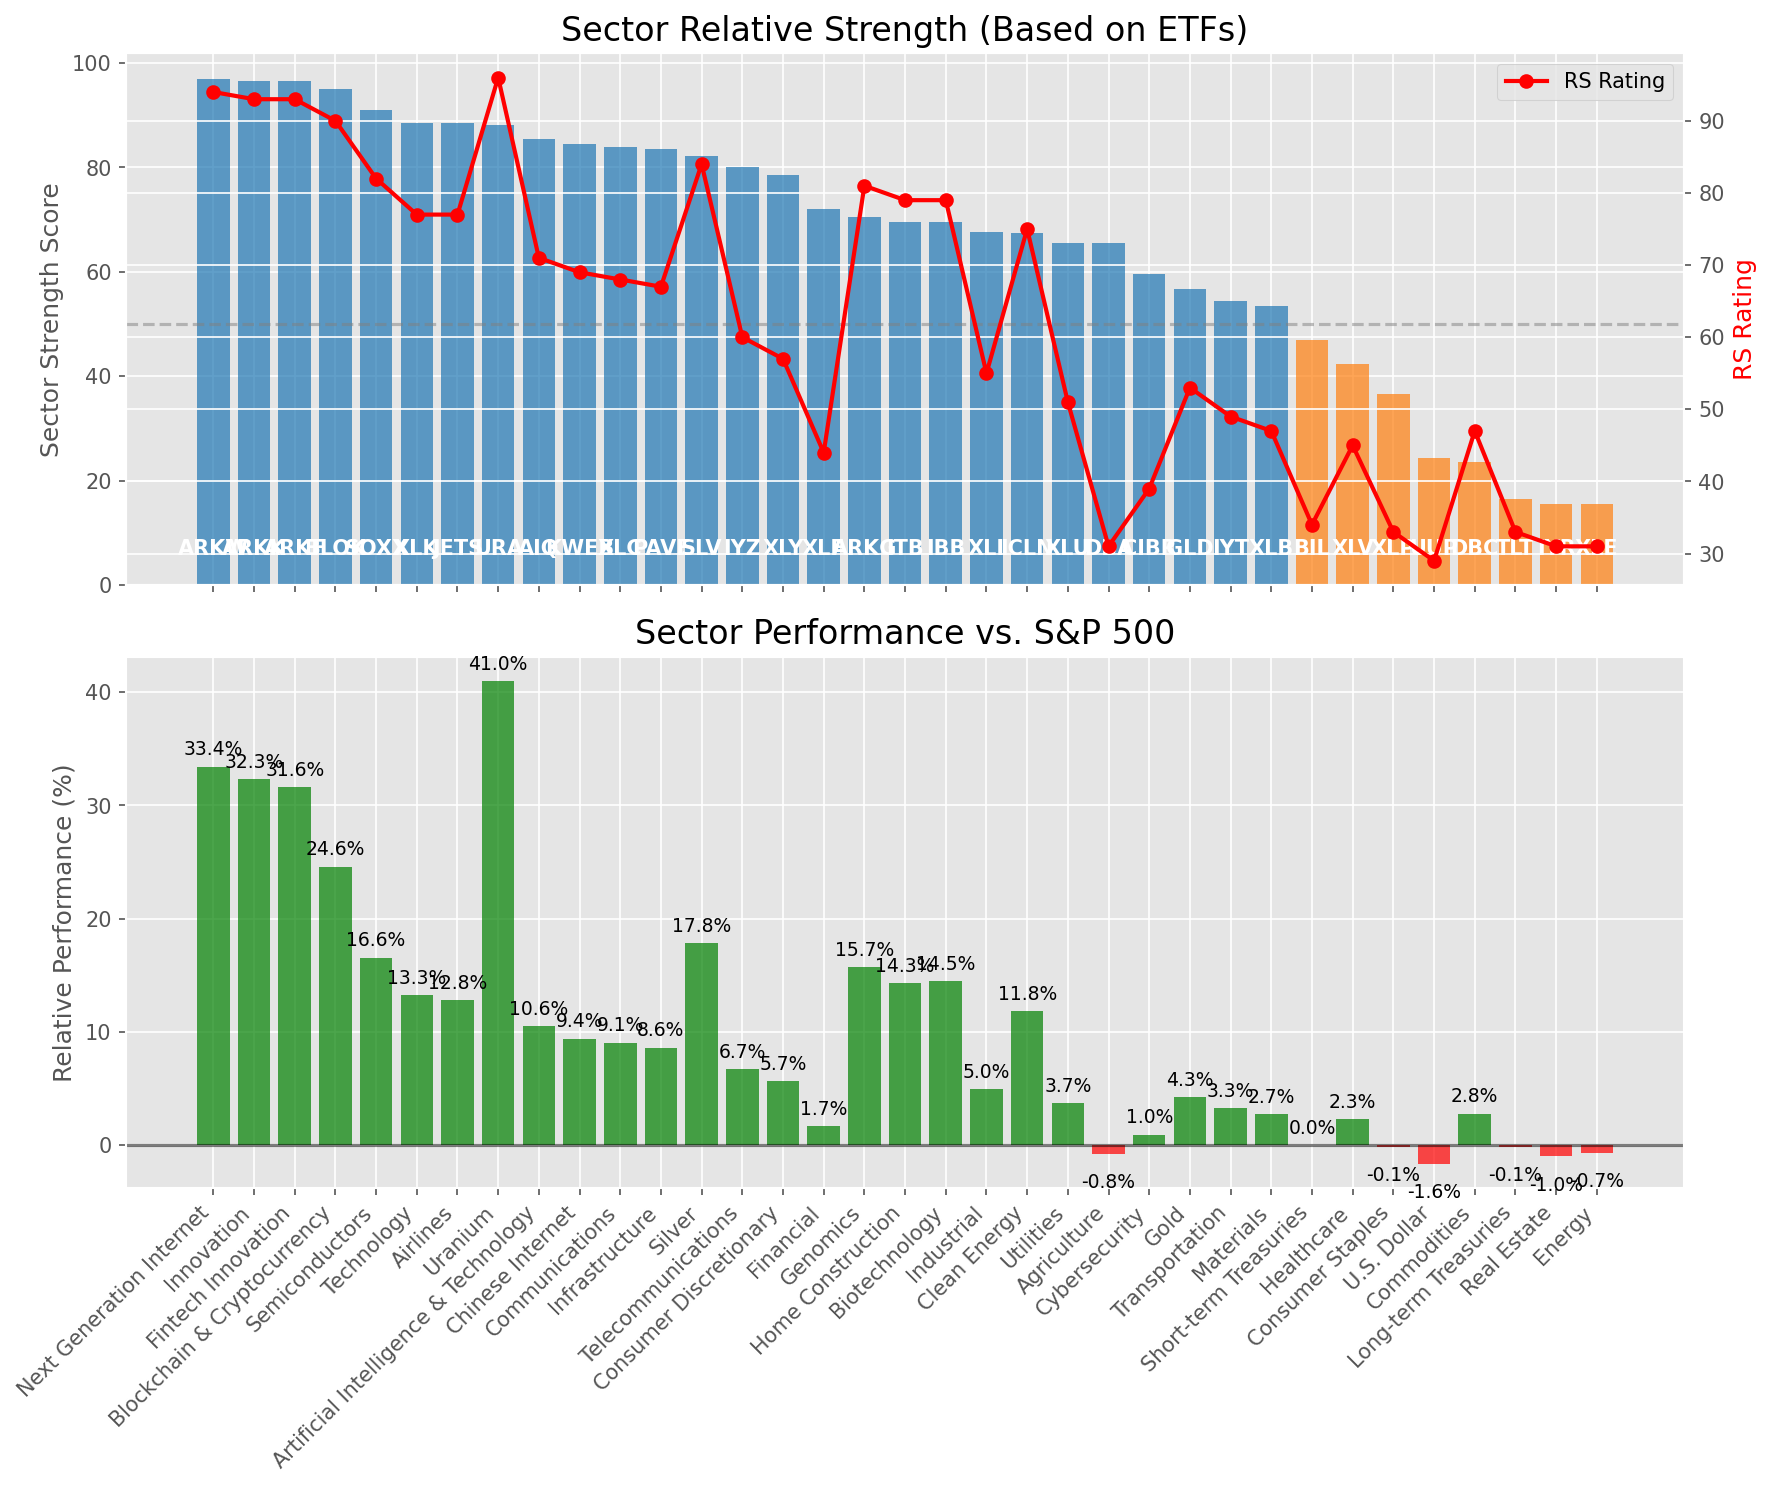 Sector Relative Strength (Based on ETFs)
RS Rating
100
80
60
40
20
0
Sector Strength Score
90
80
70
60
50
40
30
RS Rating
SLV IYZ XLY
GLD IYT XLB BIL XLV
Sector Performance vs. S&P 500
40
30
20
10
0
Relative Performance (%)
33.4% 32.3% 31.6% 24.6% 16.6% 13.3% 12.8% 41.0% 10.6% 9.4% 9.1% 8.6% 17.8% 6.7% 5.7% 1.7% 15.7% 14.3% 14.5% 5.0% 11.8% 3.7% -0.8% 1.0% 4.3% 3.3% 2.7% 0.0% 2.3% -0.1% -1.6% 2.8% -0.1% -1.0% -0.7%
Next Generation Internet
Innovation
Fintech Innovation
Blockchain & Cryptocurrency
Semiconductors
Technology
Airlines
Uranium
Artificial Intelligence & Technology
Chinese Internet
Communications
Infrastructure
Silver
Telecommunications
Consumer Discretionary
Financial
Genomics
Home Construction
Biotechnology
Industrial
Clean Energy
Utilities
Agriculture
Cybersecurity
Gold
Transportation
Materials
Short-term Treasuries
Healthcare
Consumer Staples
U.S. Dollar
Commodities
Long-term Treasuries
Real Estate
Energy